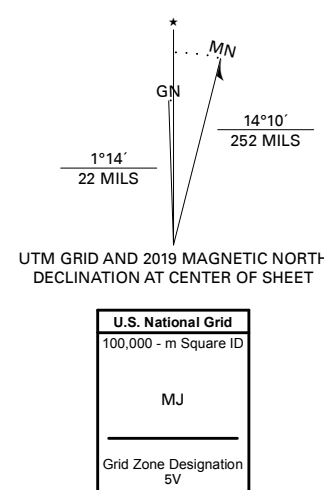 ★
MN
GN
14°10´
252 MILS
1°14´
22 MILS
UTM GRID AND 2019 MAGNETIC NORTH
DECLINATION AT CENTER OF SHEET
U.S. National Grid
100,000 - m Square ID
MJ
Grid Zone Designation
5V